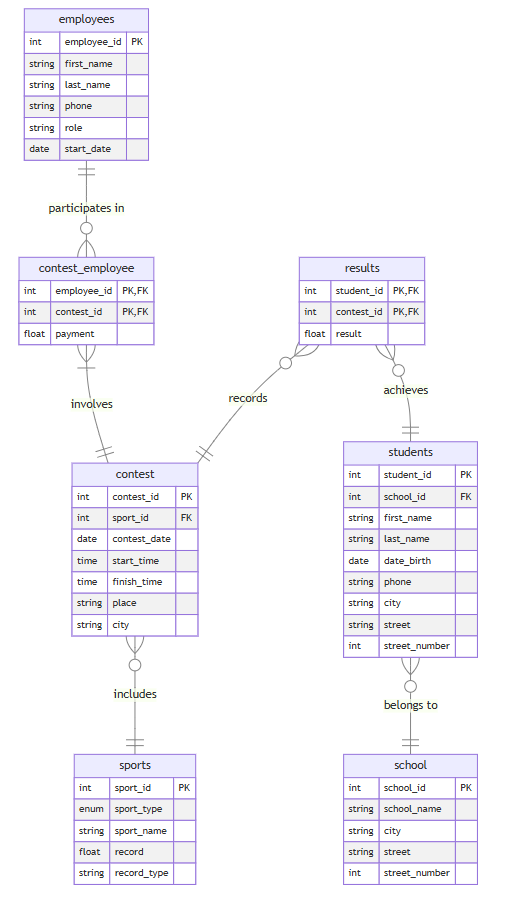 employees
int employee_id PK
string first_name
string last_name
string phone
string role
date start_date
participates in
contest_employee
int employee_id PK,FK
int contest_id PK,FK
float payment
results
int student_id PK,FK
int contest_id PK,FK
float result
involves
records
achieves
contest
int contest_id PK
int sport_id FK
date contest_date
time start_time
time finish_time
string place
string city
students
int student_id PK
int school_id FK
string first_name
string last_name
date date_birth
string phone
string city
string street
int street_number
includes
belongs to
sports
int sport_id PK
enum sport_type
string sport_name
float record
string record_type
school
int school_id PK
string school_name
string city
string street
int street_number